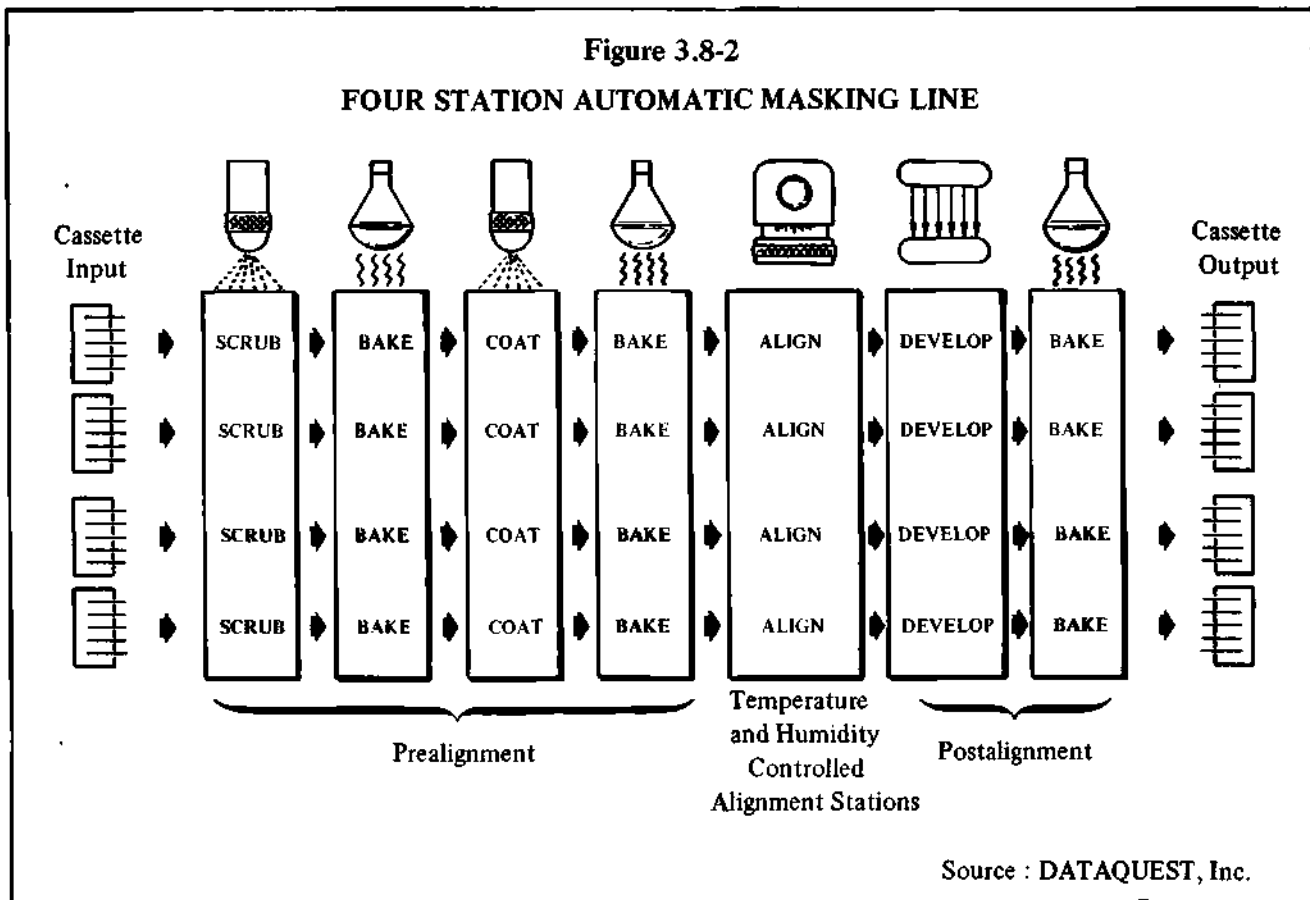 Figure 3.8-2
FOUR STATION AUTOMATIC MASKING LINE
Cassette
Input
Cassette
Output
SCRUB BAKE COAT BAKE ALIGN DEVELOP BAKE
SCRUB BAKE COAT BAKE ALIGN DEVELOP BAKE
SCRUB BAKE COAT BAKE ALIGN DEVELOP BAKE
SCRUB BAKE COAT BAKE ALIGN DEVELOP BAKE
Prealignment
Temperature
and Humidity
Controlled
Alignment Stations
Postalignment
Source : DATAQUEST, Inc.